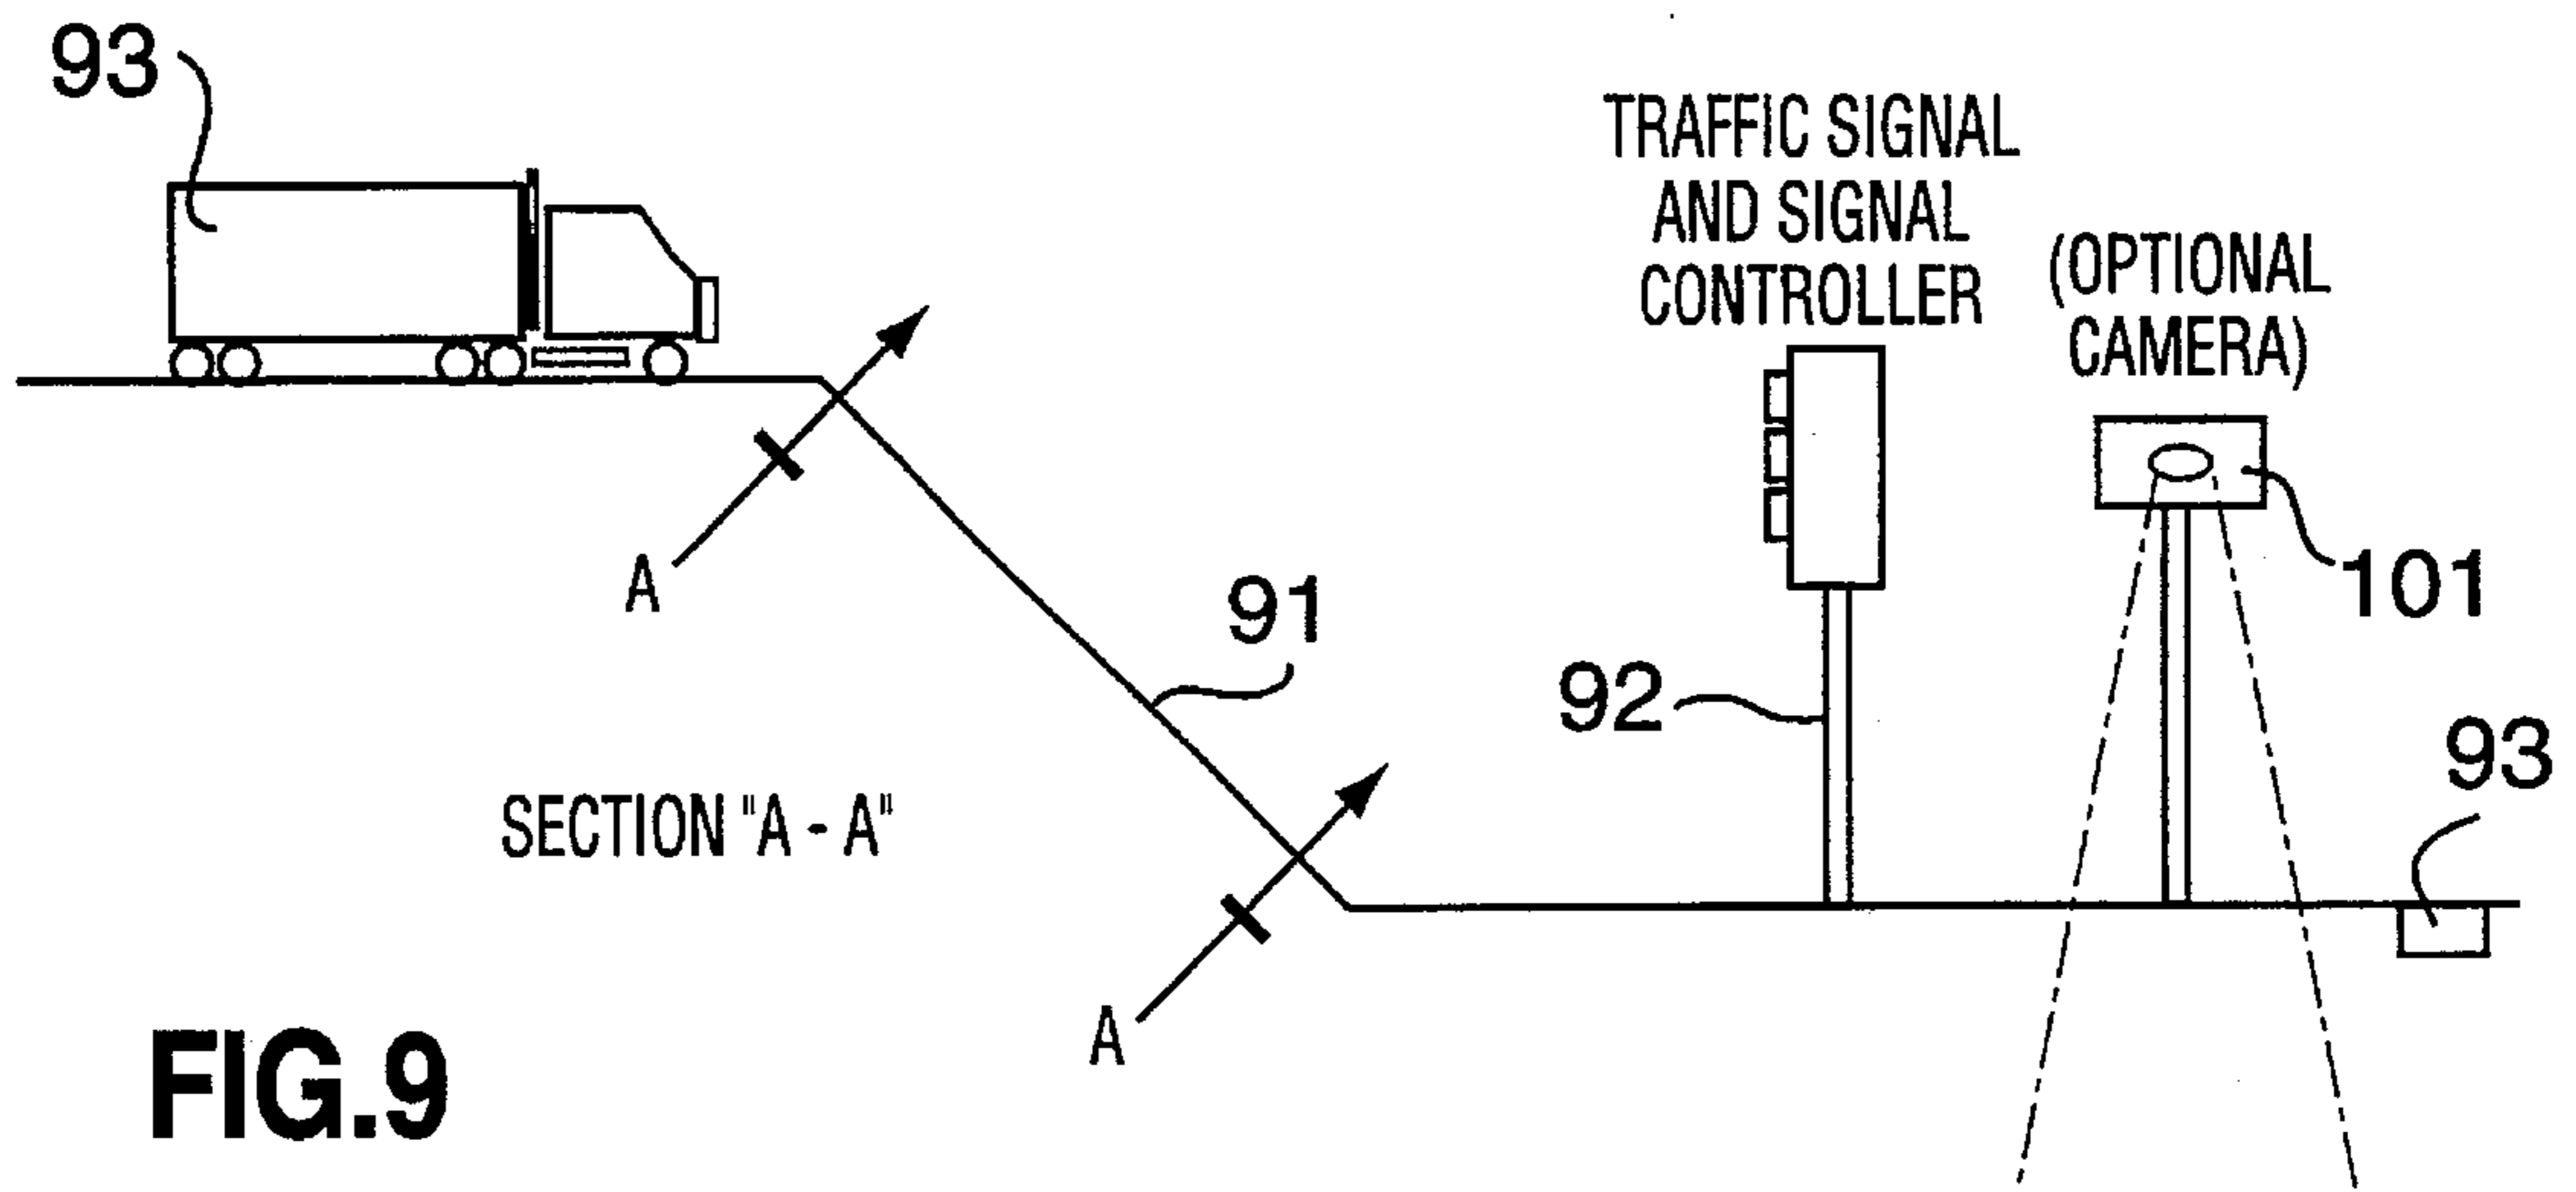 93
TRAFFIC SIGNAL
AND SIGNAL
CONTROLLER
(OPTIONAL
CAMERA)
101
A
91
92
93
SECTION "A - A"
A
FIG.9